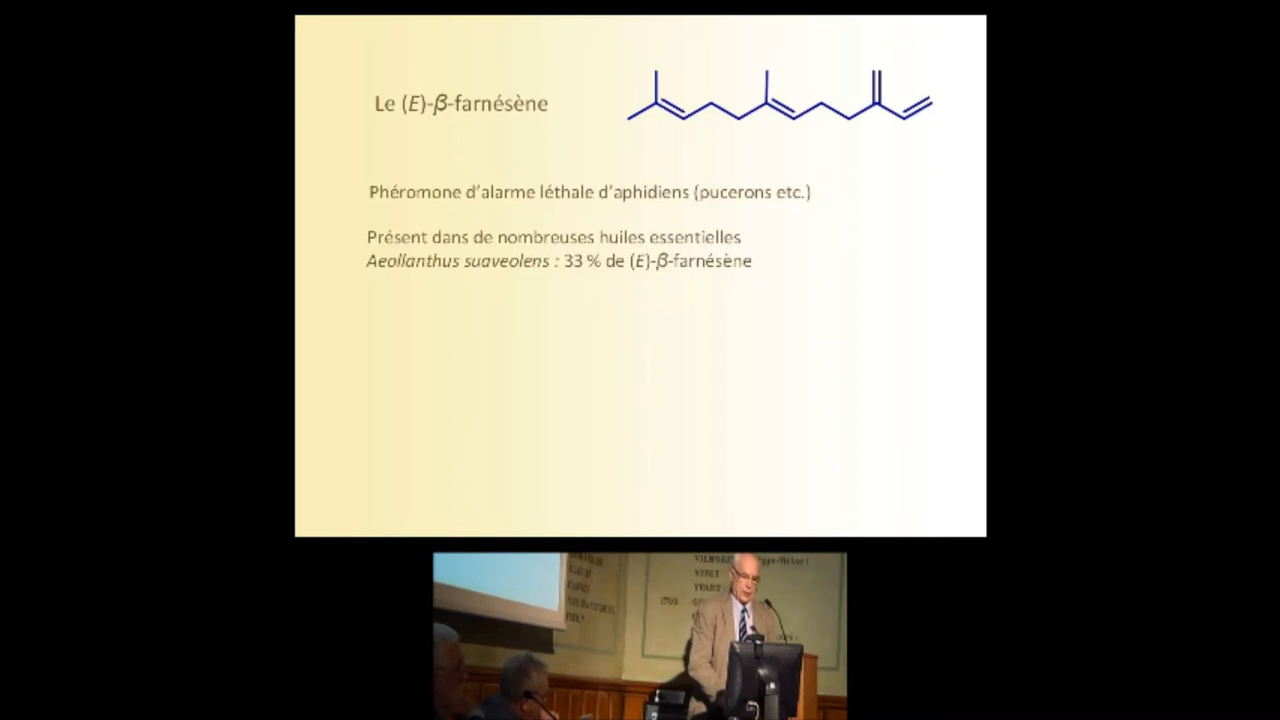 Le (E)-β-farnésène
Phéromone d'alarme léthale d'aphidiens (pucerons etc.)
Présent dans de nombreuses huiles essentielles
Aeollanthus suaveolens : 33 % de (E)-β-farnésène
VITET